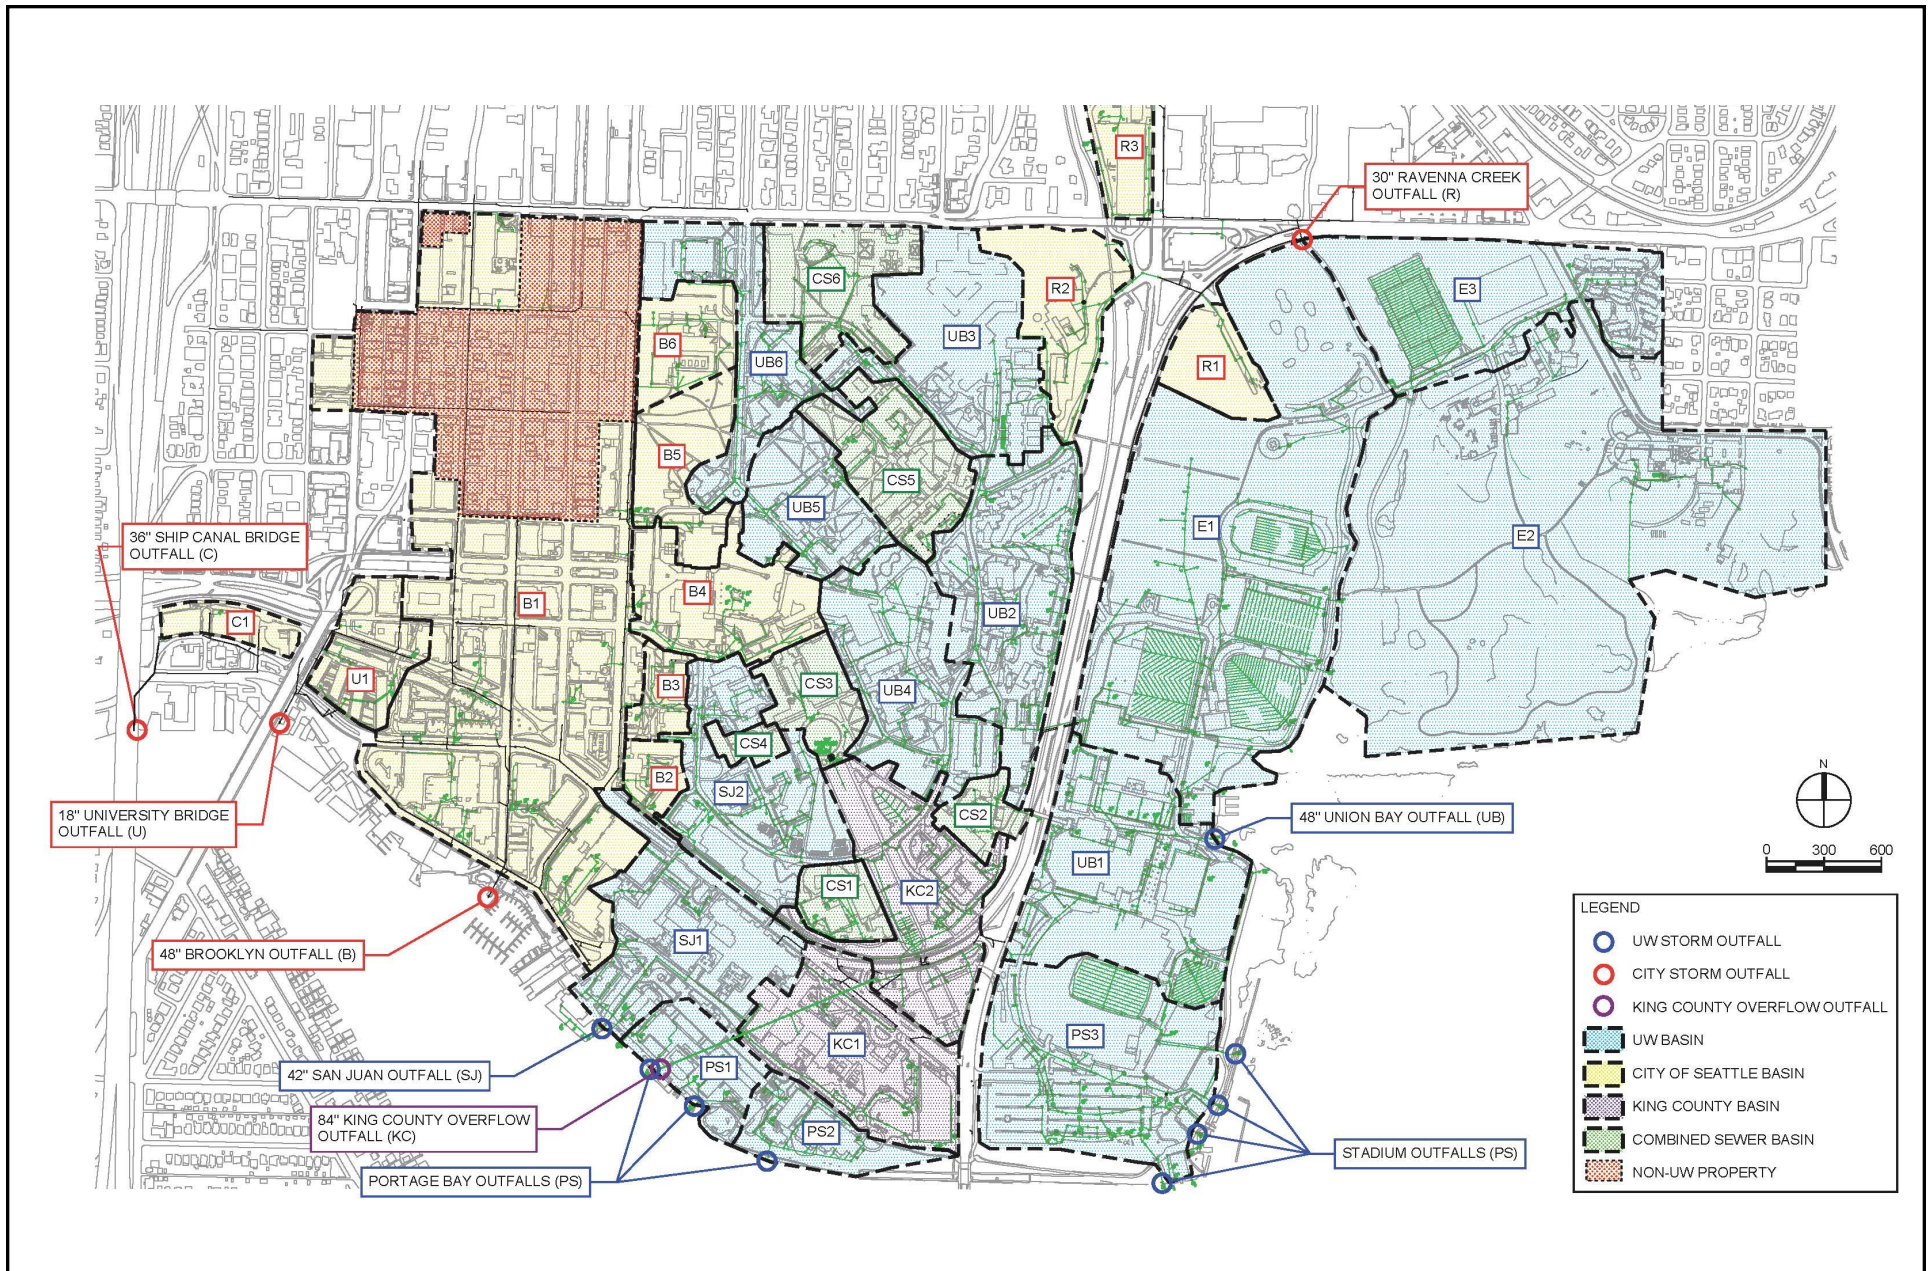 R3
30" RAVENNA CREEK
OUTFALL (R)
CS6
E3
R2
UB3
B6
UB6
R1
B5
CS5
UB5
E1
E2
36" SHIP CANAL BRIDGE
OUTFALL (C)
B4
B1
UB2
C1
U1
B3
CS3
UB4
CS4
B2
SJ2
N
18" UNIVERSITY BRIDGE
OUTFALL (U)
CS2
48" UNION BAY OUTFALL (UB)
0 300 600
UB1
CS1
KC2
48" BROOKLYN OUTFALL (B)
SJ1
PS3
KC1
42" SAN JUAN OUTFALL (SJ)
PS1
84" KING COUNTY OVERFLOW
OUTFALL (KC)
PS2
PORTAGE BAY OUTFALLS (PS)
STADIUM OUTFALLS (PS)
LEGEND
UW STORM OUTFALL
CITY STORM OUTFALL
KING COUNTY OVERFLOW OUTFALL
UW BASIN
CITY OF SEATTLE BASIN
KING COUNTY BASIN
COMBINED SEWER BASIN
NON-UW PROPERTY